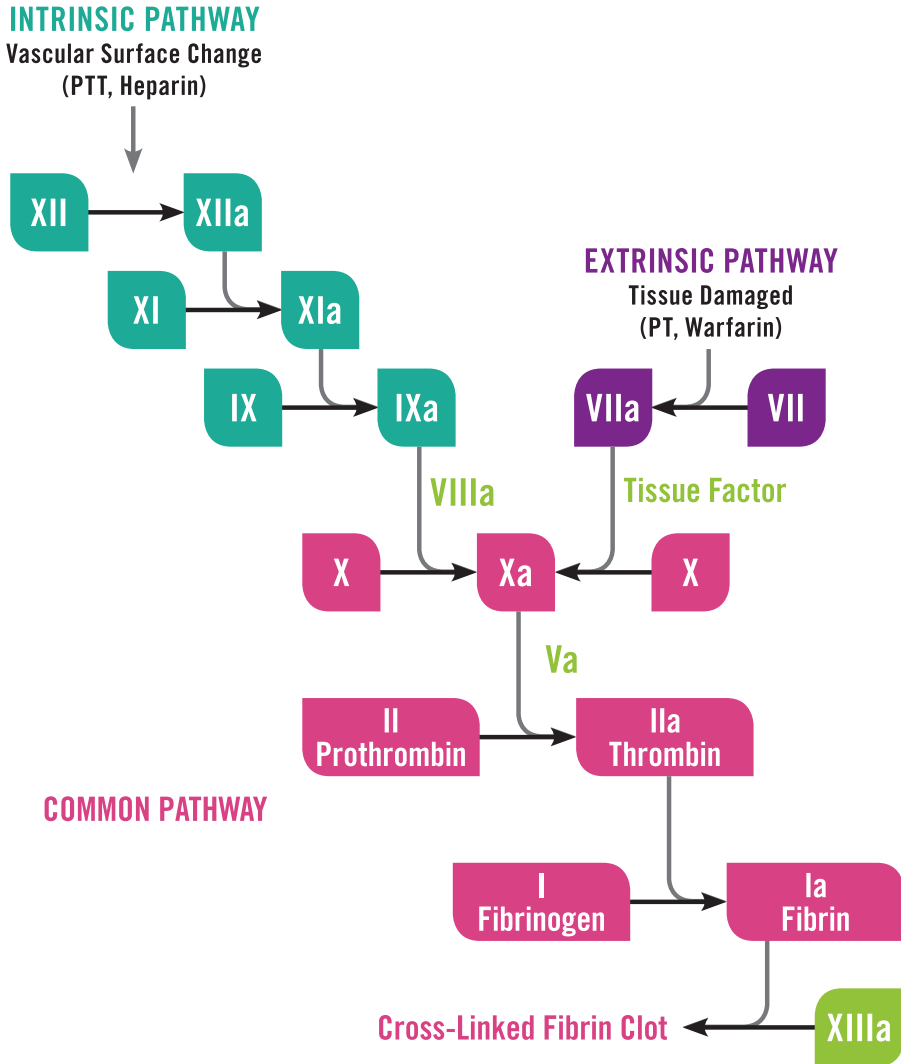 INTRINSIC PATHWAY
Vascular Surface Change
(PTT, Heparin)
XII
XIIa
EXTRINSIC PATHWAY
Tissue Damaged
(PT, Warfarin)
XI
XIa
IX
IXa
VIIa
VII
VIIIa
Tissue Factor
X
Xa
X
Va
II
Prothrombin
IIa
Thrombin
COMMON PATHWAY
I
Fibrinogen
Ia
Fibrin
Cross-Linked Fibrin Clot
XIIIa